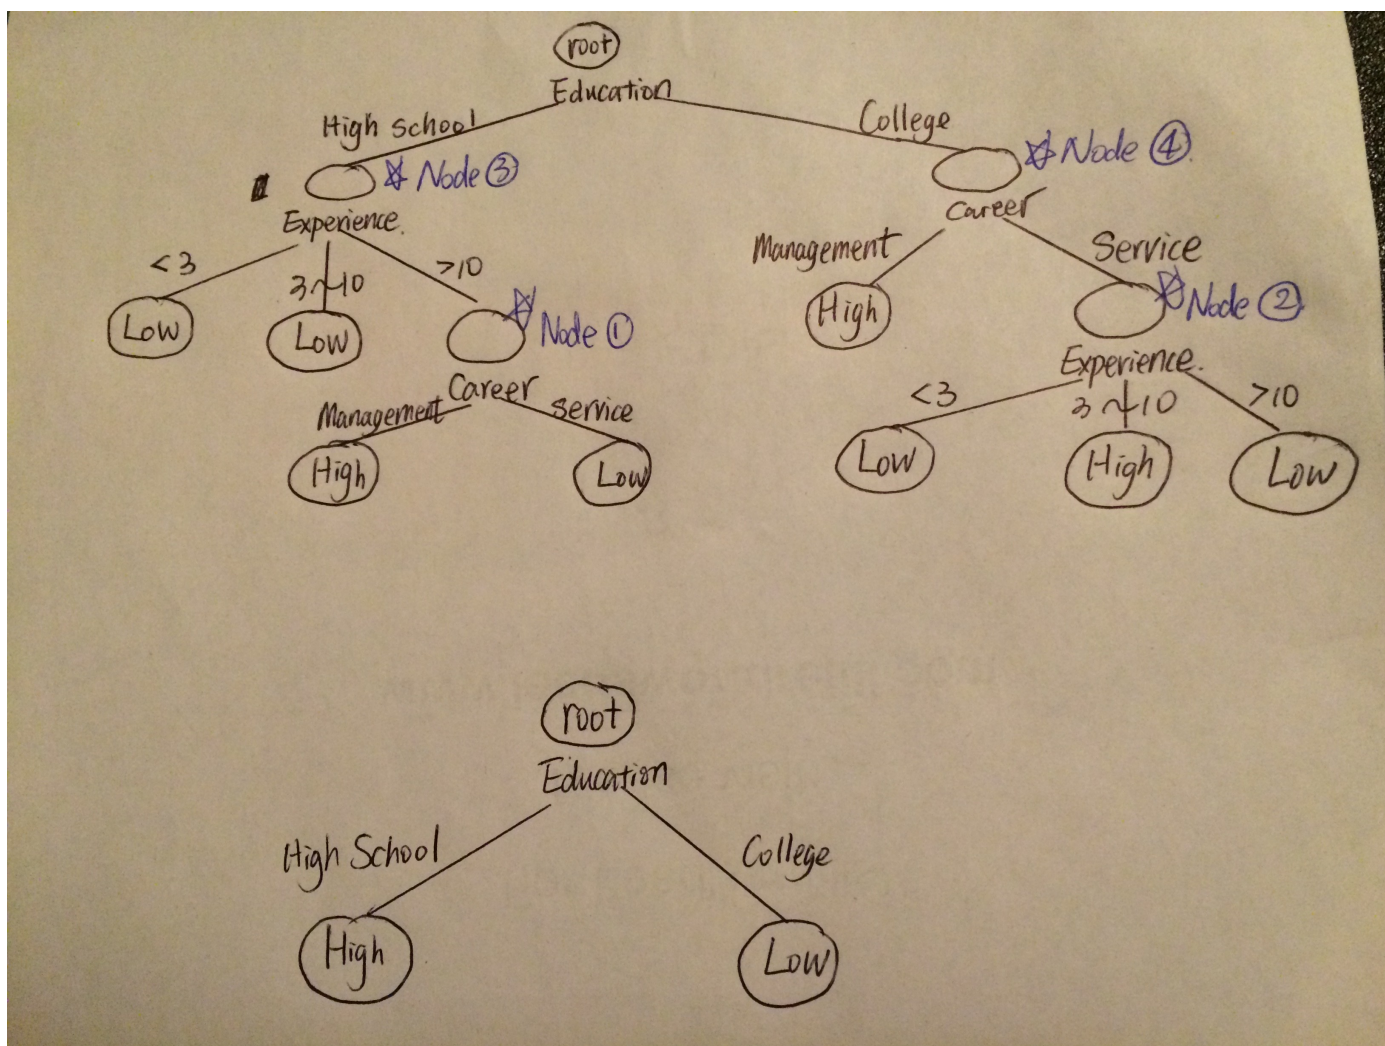 root
Education
High school
College
Node ③
Node ④.
Experience.
Career
<3
3~10
>10
Management
Service
Low
Low
Node ①
High
Node ②
Career
Experience.
Management
Service
<3
3~10
>10
High
Low
Low
High
Low
root
Education
High School
College
High
Low